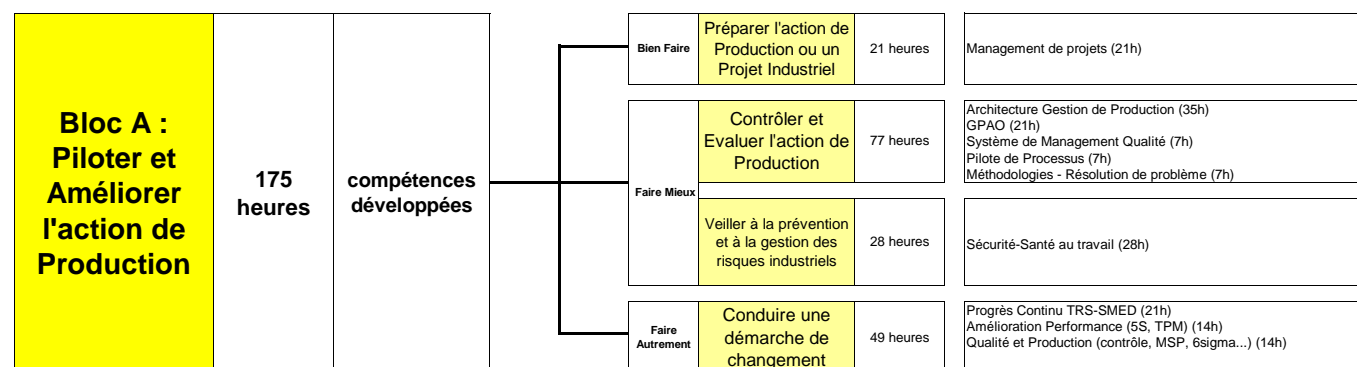 Bloc A :
Piloter et
Améliorer
l'action de
Production
175
heures
compétences
développées
Bien Faire
Préparer l'action de
Production ou un
Projet Industriel
21 heures
Management de projets (21h)
Faire Mieux
Contrôler et
Evaluer l'action de
Production
77 heures
Architecture Gestion de Production (35h)
GPAO (21h)
Système de Management Qualité (7h)
Pilote de Processus (7h)
Méthodologies - Résolution de problème (7h)
Veiller à la prévention
et à la gestion des
risques industriels
28 heures
Sécurité-Santé au travail (28h)
Faire
Autrement
Conduire une
démarche de
changement
49 heures
Progrès Continu TRS-SMED (21h)
Amélioration Performance (5S, TPM) (14h)
Qualité et Production (contrôle, MSP, 6sigma...) (14h)